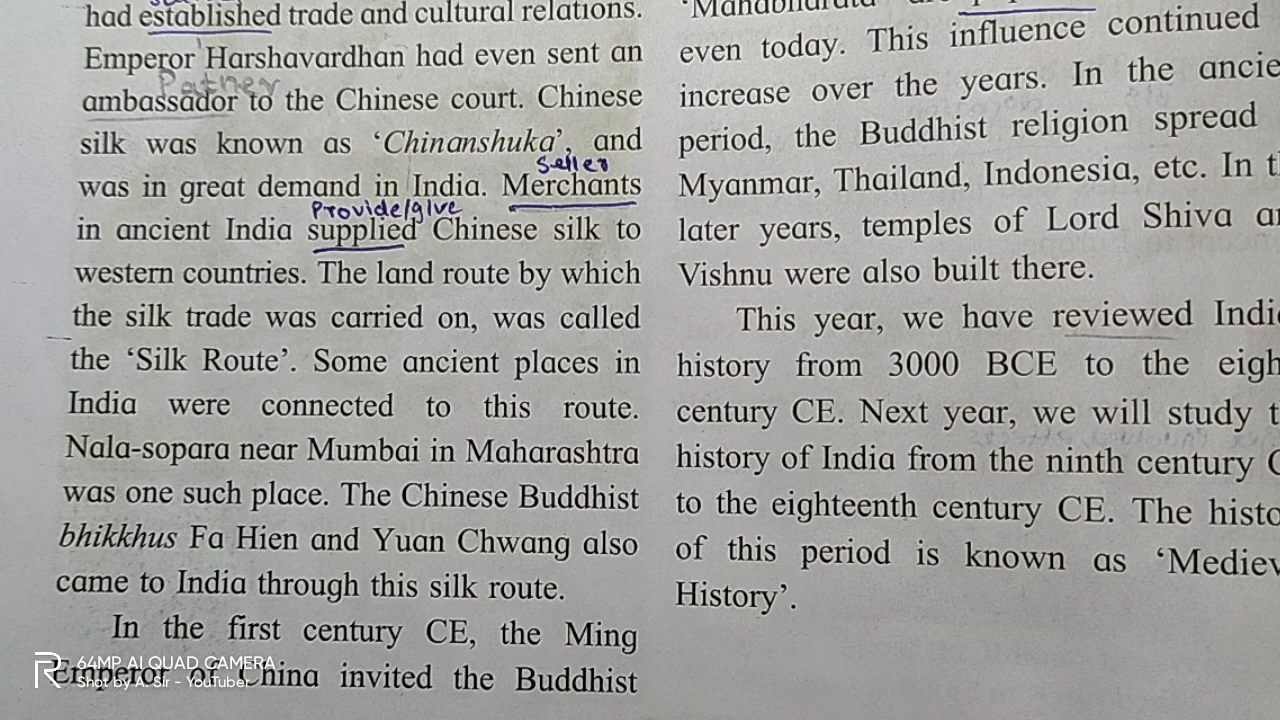 had established trade and cultural relations.
Emperor Harshavardhan had even sent an
Patner
ambassador to the Chinese court. Chinese
silk was known as ‘Chinanshuka’, and
Seller
was in great demand in India. Merchants
Provide/give
in ancient India supplied Chinese silk to
western countries. The land route by which
the silk trade was carried on, was called
the ‘Silk Route’. Some ancient places in
India were connected to this route.
Nala-sopara near Mumbai in Maharashtra
was one such place. The Chinese Buddhist
bhikkhus Fa Hien and Yuan Chwang also
came to India through this silk route.
In the first century CE, the Ming
Emperor of China invited the Buddhist
even today. This influence continued
increase over the years. In the ancie
period, the Buddhist religion spread
Myanmar, Thailand, Indonesia, etc. In t
later years, temples of Lord Shiva a
Vishnu were also built there.
This year, we have reviewed Indi
history from 3000 BCE to the eigh
century CE. Next year, we will study t
history of India from the ninth century C
to the eighteenth century CE. The histo
of this period is known as ‘Mediev
History’.
64MP AI QUAD CAMERA
Shot by A. Sir - YouTuber